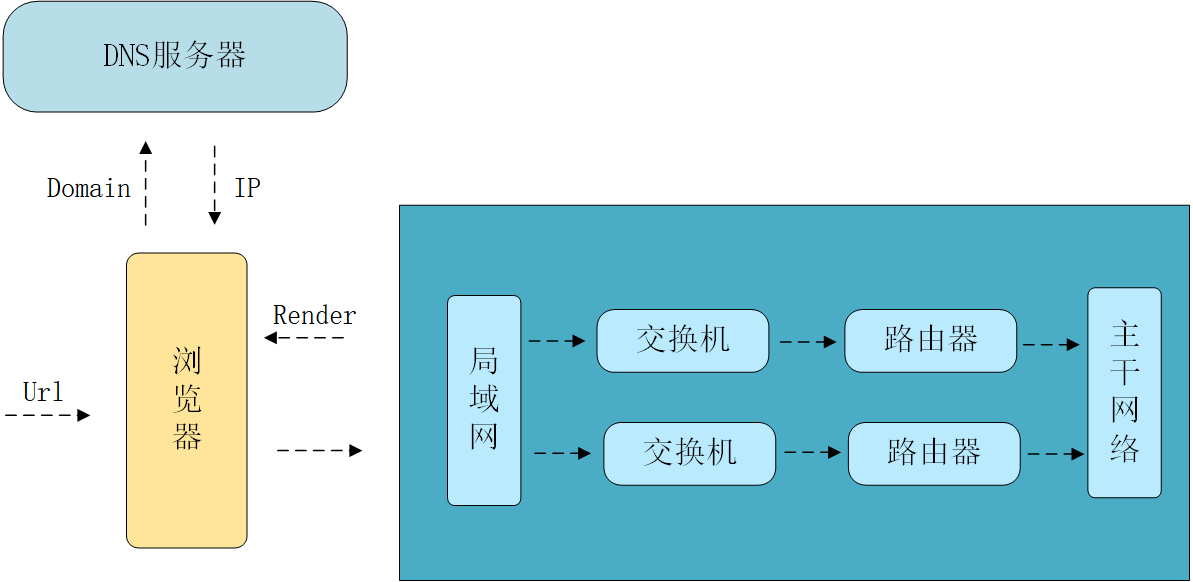 DNS服务器
Domain
IP
Url
浏览器
Render
局域网
交换机
路由器
交换机
路由器
主干网络